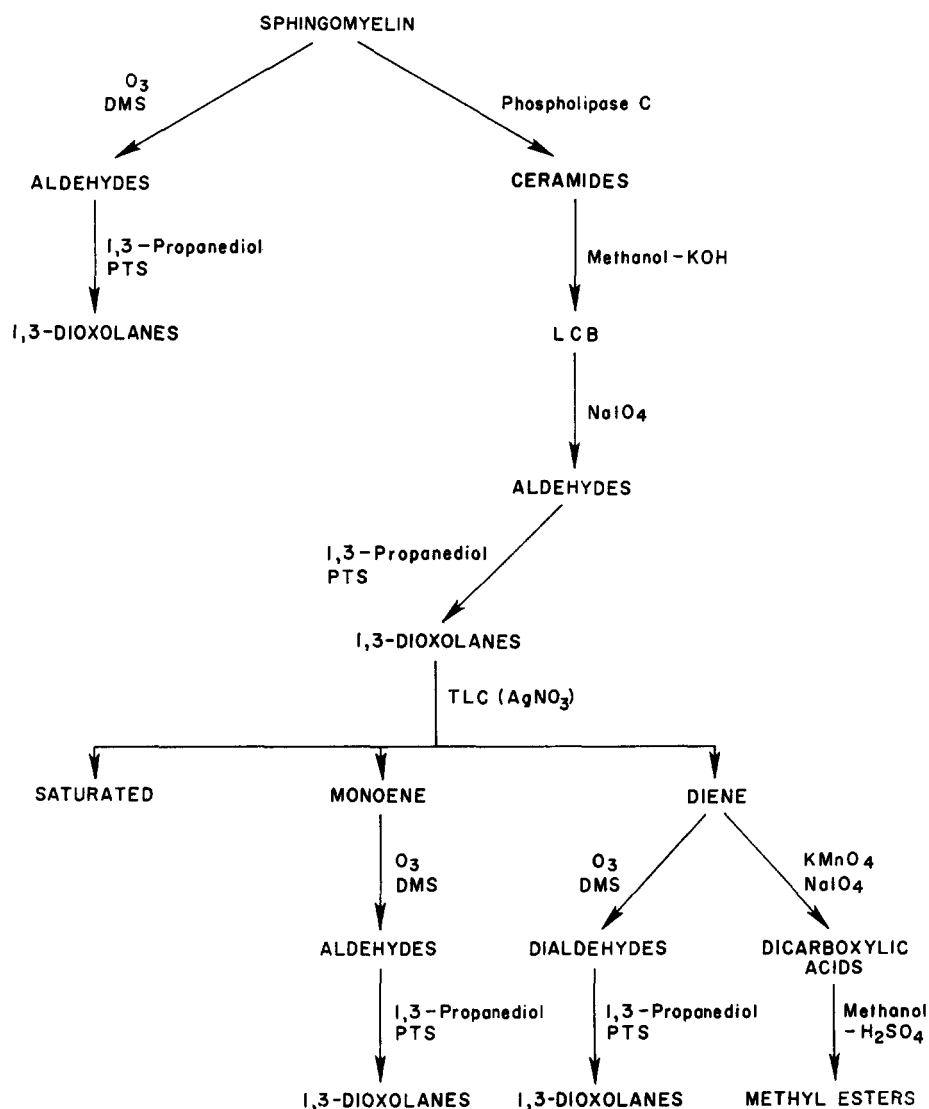 SPHINGOMYELIN
O3
DMS
Phospholipase C
ALDEHYDES
CERAMIDES
1,3-Propanediol
PTS
Methanol-KOH
1,3-DIOXOLANES
LCB
NaIO4
ALDEHYDES
1,3-Propanediol
PTS
1,3-DIOXOLANES
TLC (AgNO3)
SATURATED
MONOENE
DIENE
O3
DMS
O3
DMS
KMnO4
NaIO4
ALDEHYDES
DIALDEHYDES
DICARBOXYLIC
ACIDS
1,3-Propanediol
PTS
1,3-Propanediol
PTS
Methanol
-H2SO4
1,3-DIOXOLANES
1,3-DIOXOLANES
METHYL ESTERS